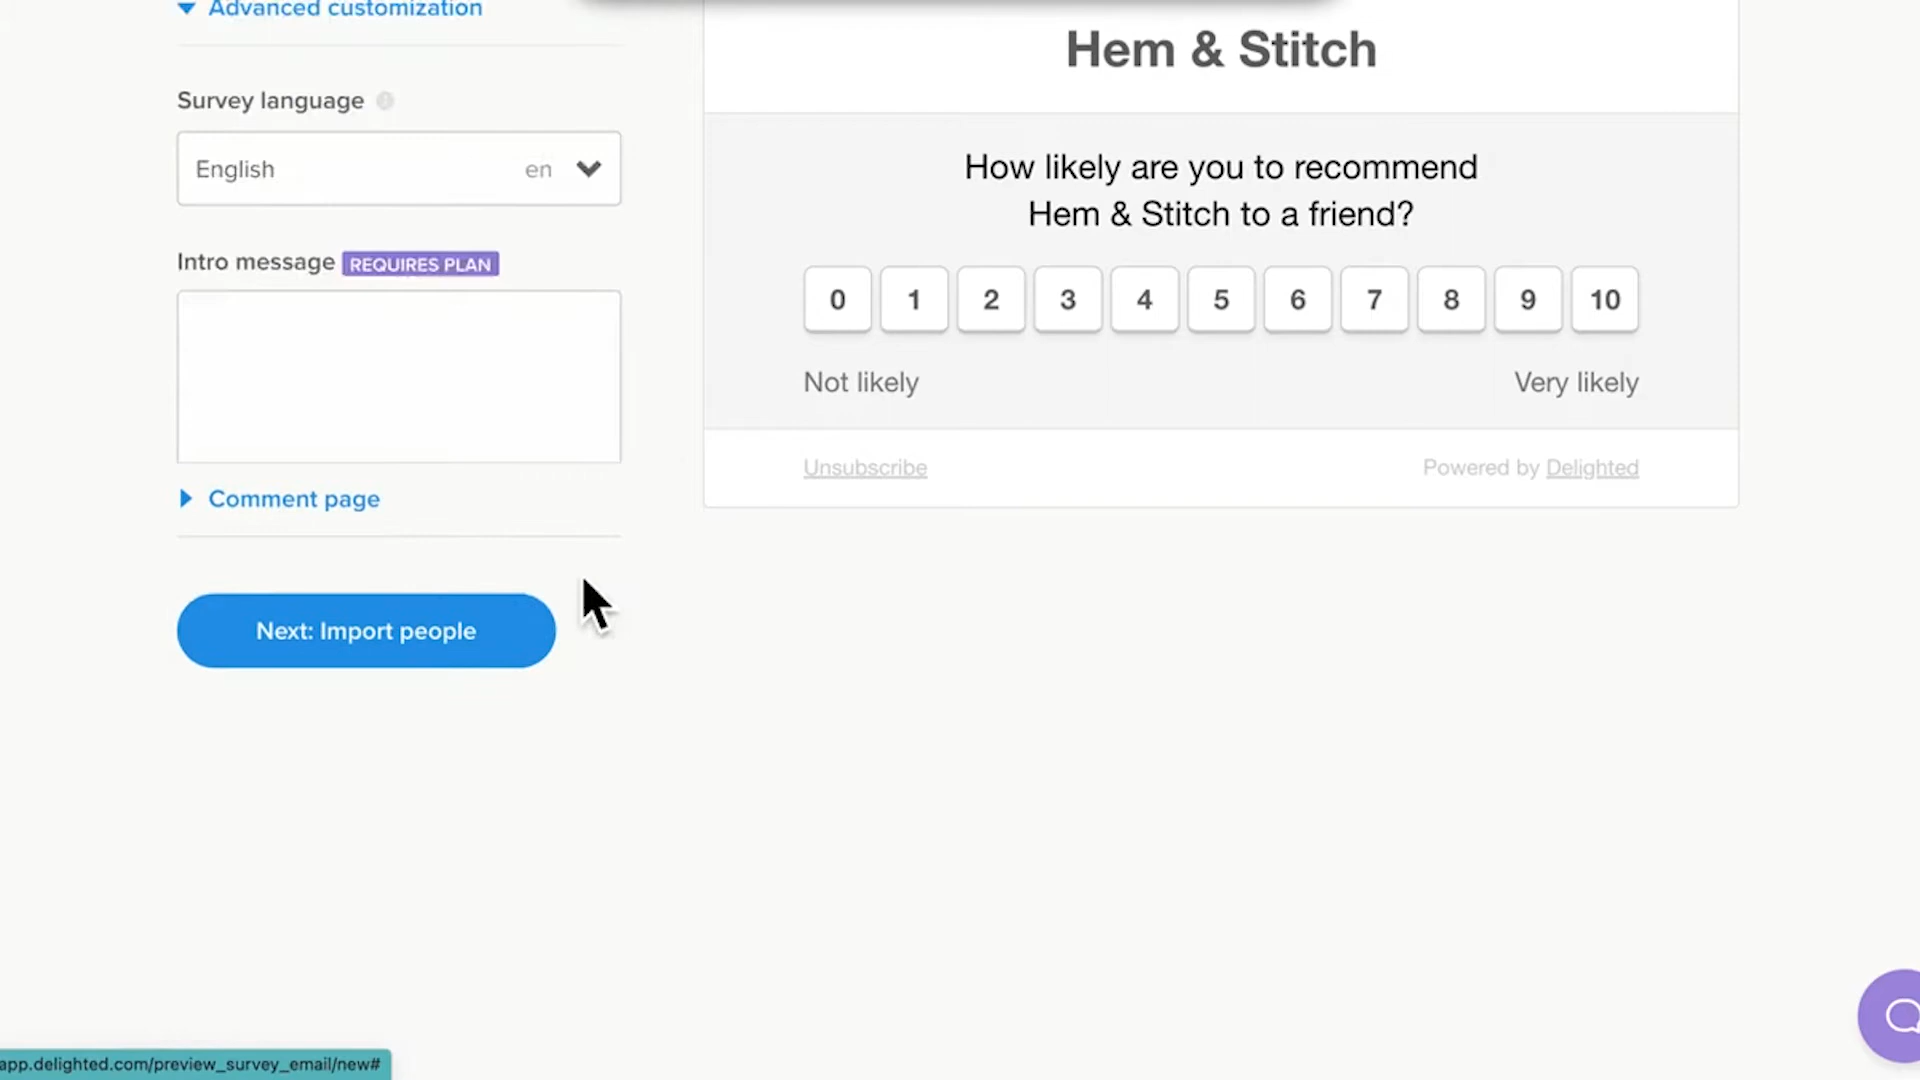 Advanced customization
Survey language
English en
Intro message REQUIRES PLAN
Comment page
Next: Import people
Hem & Stitch
How likely are you to recommend
Hem & Stitch to a friend?
0 1 2 3 4 5 6 7 8 9 10
Not likely Very likely
Unsubscribe Powered by Delighted
app.delighted.com/preview_survey_email/new#